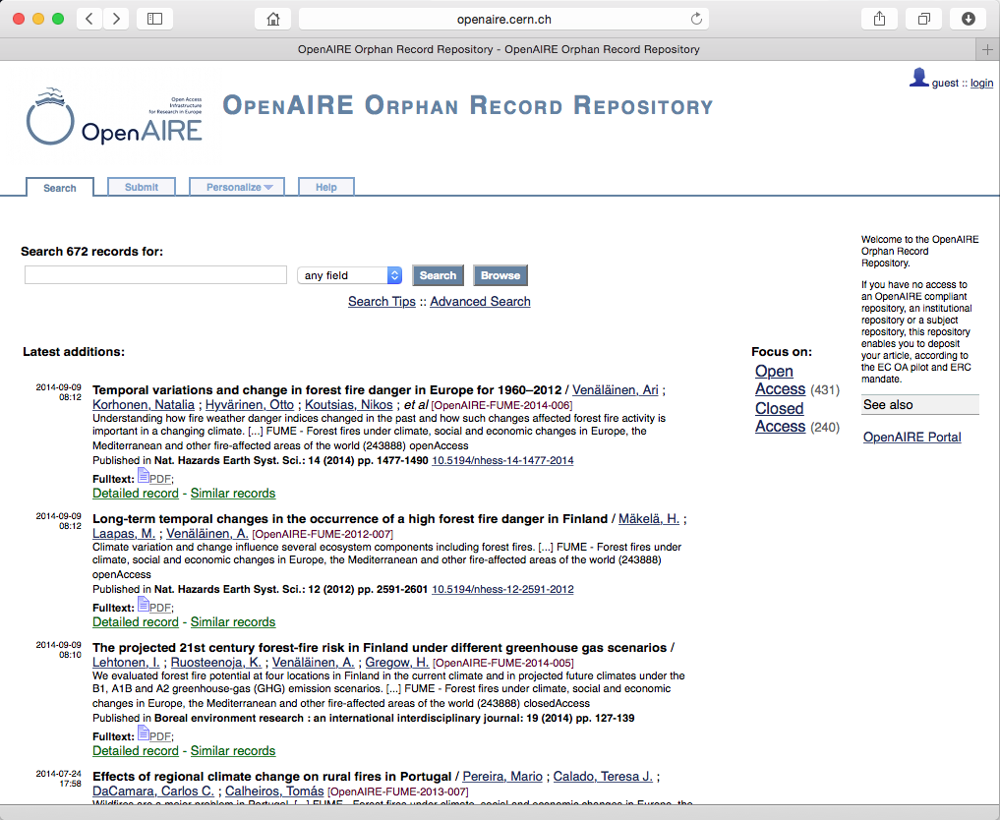 openaire.cern.ch
OpenAIRE Orphan Record Repository - OpenAIRE Orphan Record Repository
guest :: login
Open Access
Infrastructure
for Research in Europe
OpenAIRE
OpenAIRE Orphan Record Repository
Search
Submit
Personalize
Help
Search 672 records for:
any field
Search
Browse
Search Tips :: Advanced Search
Welcome to the OpenAIRE
Orphan Record
Repository.
If you have no access to
an OpenAIRE compliant
repository, an institutional
repository or a subject
repository, this repository
enables you to deposit
your article, according to
the EC OA pilot and ERC
mandate.
See also
OpenAIRE Portal
Latest additions:
Focus on:
Open
Access (431)
Closed
Access (240)
2014-09-09
08:12
Temporal variations and change in forest fire danger in Europe for 1960–2012 / Venäläinen, Ari ;
Korhonen, Natalia ; Hyvärinen, Otto ; Koutsias, Nikos ; et al [OpenAIRE-FUME-2014-006]
Understanding how fire weather danger indices changed in the past and how such changes affected forest fire activity is
important in a changing climate. [...] FUME - Forest fires under climate, social and economic changes in Europe, the
Mediterranean and other fire-affected areas of the world (243888) openAccess
Published in Nat. Hazards Earth Syst. Sci.: 14 (2014) pp. 1477-1490 10.5194/nhess-14-1477-2014
Fulltext: PDF;
Detailed record - Similar records
2014-09-09
08:12
Long-term temporal changes in the occurrence of a high forest fire danger in Finland / Mäkelä, H. ;
Laapas, M. ; Venäläinen, A. [OpenAIRE-FUME-2012-007]
Climate variation and change influence several ecosystem components including forest fires. [...] FUME - Forest fires under
climate, social and economic changes in Europe, the Mediterranean and other fire-affected areas of the world (243888)
openAccess
Published in Nat. Hazards Earth Syst. Sci.: 12 (2012) pp. 2591-2601 10.5194/nhess-12-2591-2012
Fulltext: PDF;
Detailed record - Similar records
2014-09-09
08:10
The projected 21st century forest-fire risk in Finland under different greenhouse gas scenarios /
Lehtonen, I. ; Ruosteenoja, K. ; Venäläinen, A. ; Gregow, H. [OpenAIRE-FUME-2014-005]
We evaluated forest fire potential at four locations in Finland in the current climate and in projected future climates under the
B1, A1B and A2 greenhouse-gas (GHG) emission scenarios. [...] FUME - Forest fires under climate, social and economic
changes in Europe, the Mediterranean and other fire-affected areas of the world (243888) closedAccess
Published in Boreal environment research : an international interdisciplinary journal: 19 (2014) pp. 127-139
Fulltext: PDF;
Detailed record - Similar records
2014-07-24
17:58
Effects of regional climate change on rural fires in Portugal / Pereira, Mario ; Calado, Teresa J. ;
DaCamara, Carlos C. ; Calheiros, Tomás [OpenAIRE-FUME-2013-007]
Wildfires are a major problem in Portugal. [...] FUME - Forest fires under climate, social and economic changes in Europe, the